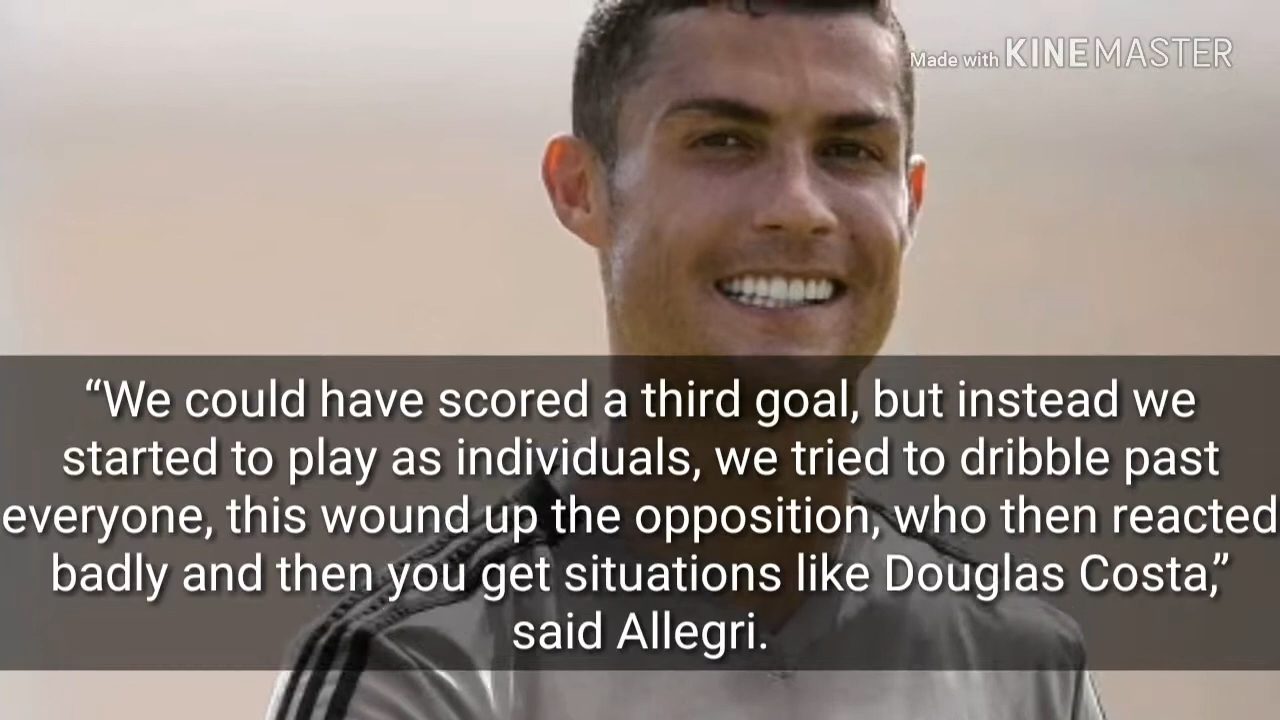 Made with KINEMASTER
“We could have scored a third goal, but instead we
started to play as individuals, we tried to dribble past
everyone, this wound up the opposition, who then reacted
badly and then you get situations like Douglas Costa,”
said Allegri.